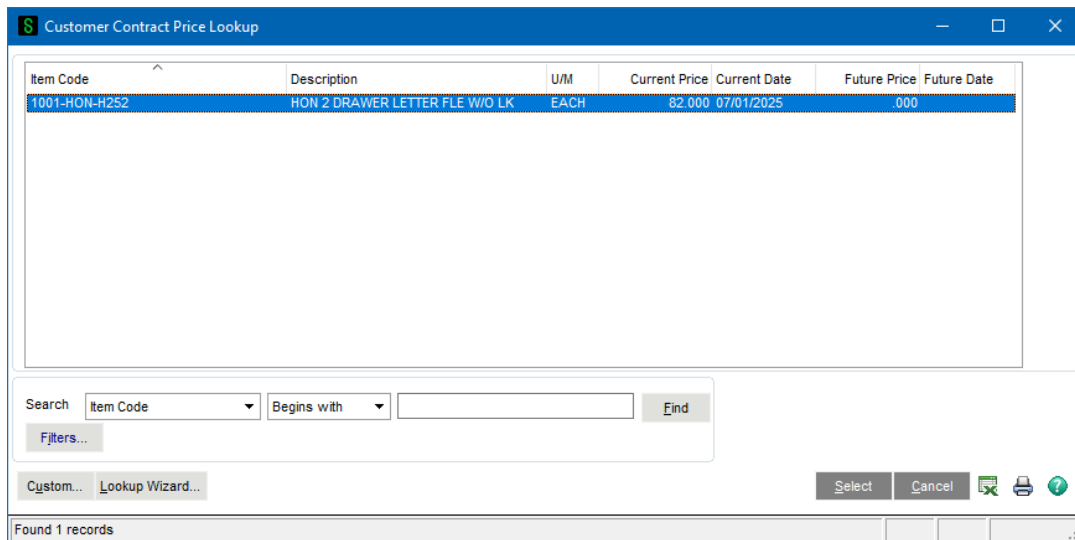 Customer Contract Price Lookup
Item Code Description U/M Current Price Current Date Future Price Future Date
1001-HON-H252 HON 2 DRAWER LETTER FLE W/O LK EACH 82.000 07/01/2025 .000
Search Item Code Begins with Find
Filters...
Custom... Lookup Wizard... Select Cancel
Found 1 records